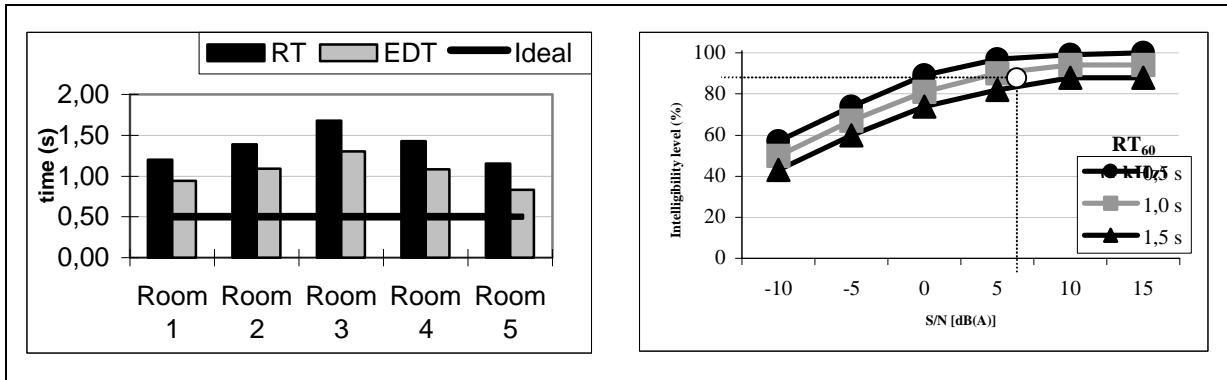 RT EDT Ideal
2,00
1,50
1,00
0,50
0,00
time (s)
Room 1
Room 2
Room 3
Room 4
Room 5
100
80
60
40
20
0
Intelligibility level (%)
-10 -5 0 5 10 15
S/N [dB(A)]
RT60
0,5 s
1,0 s
1,5 s